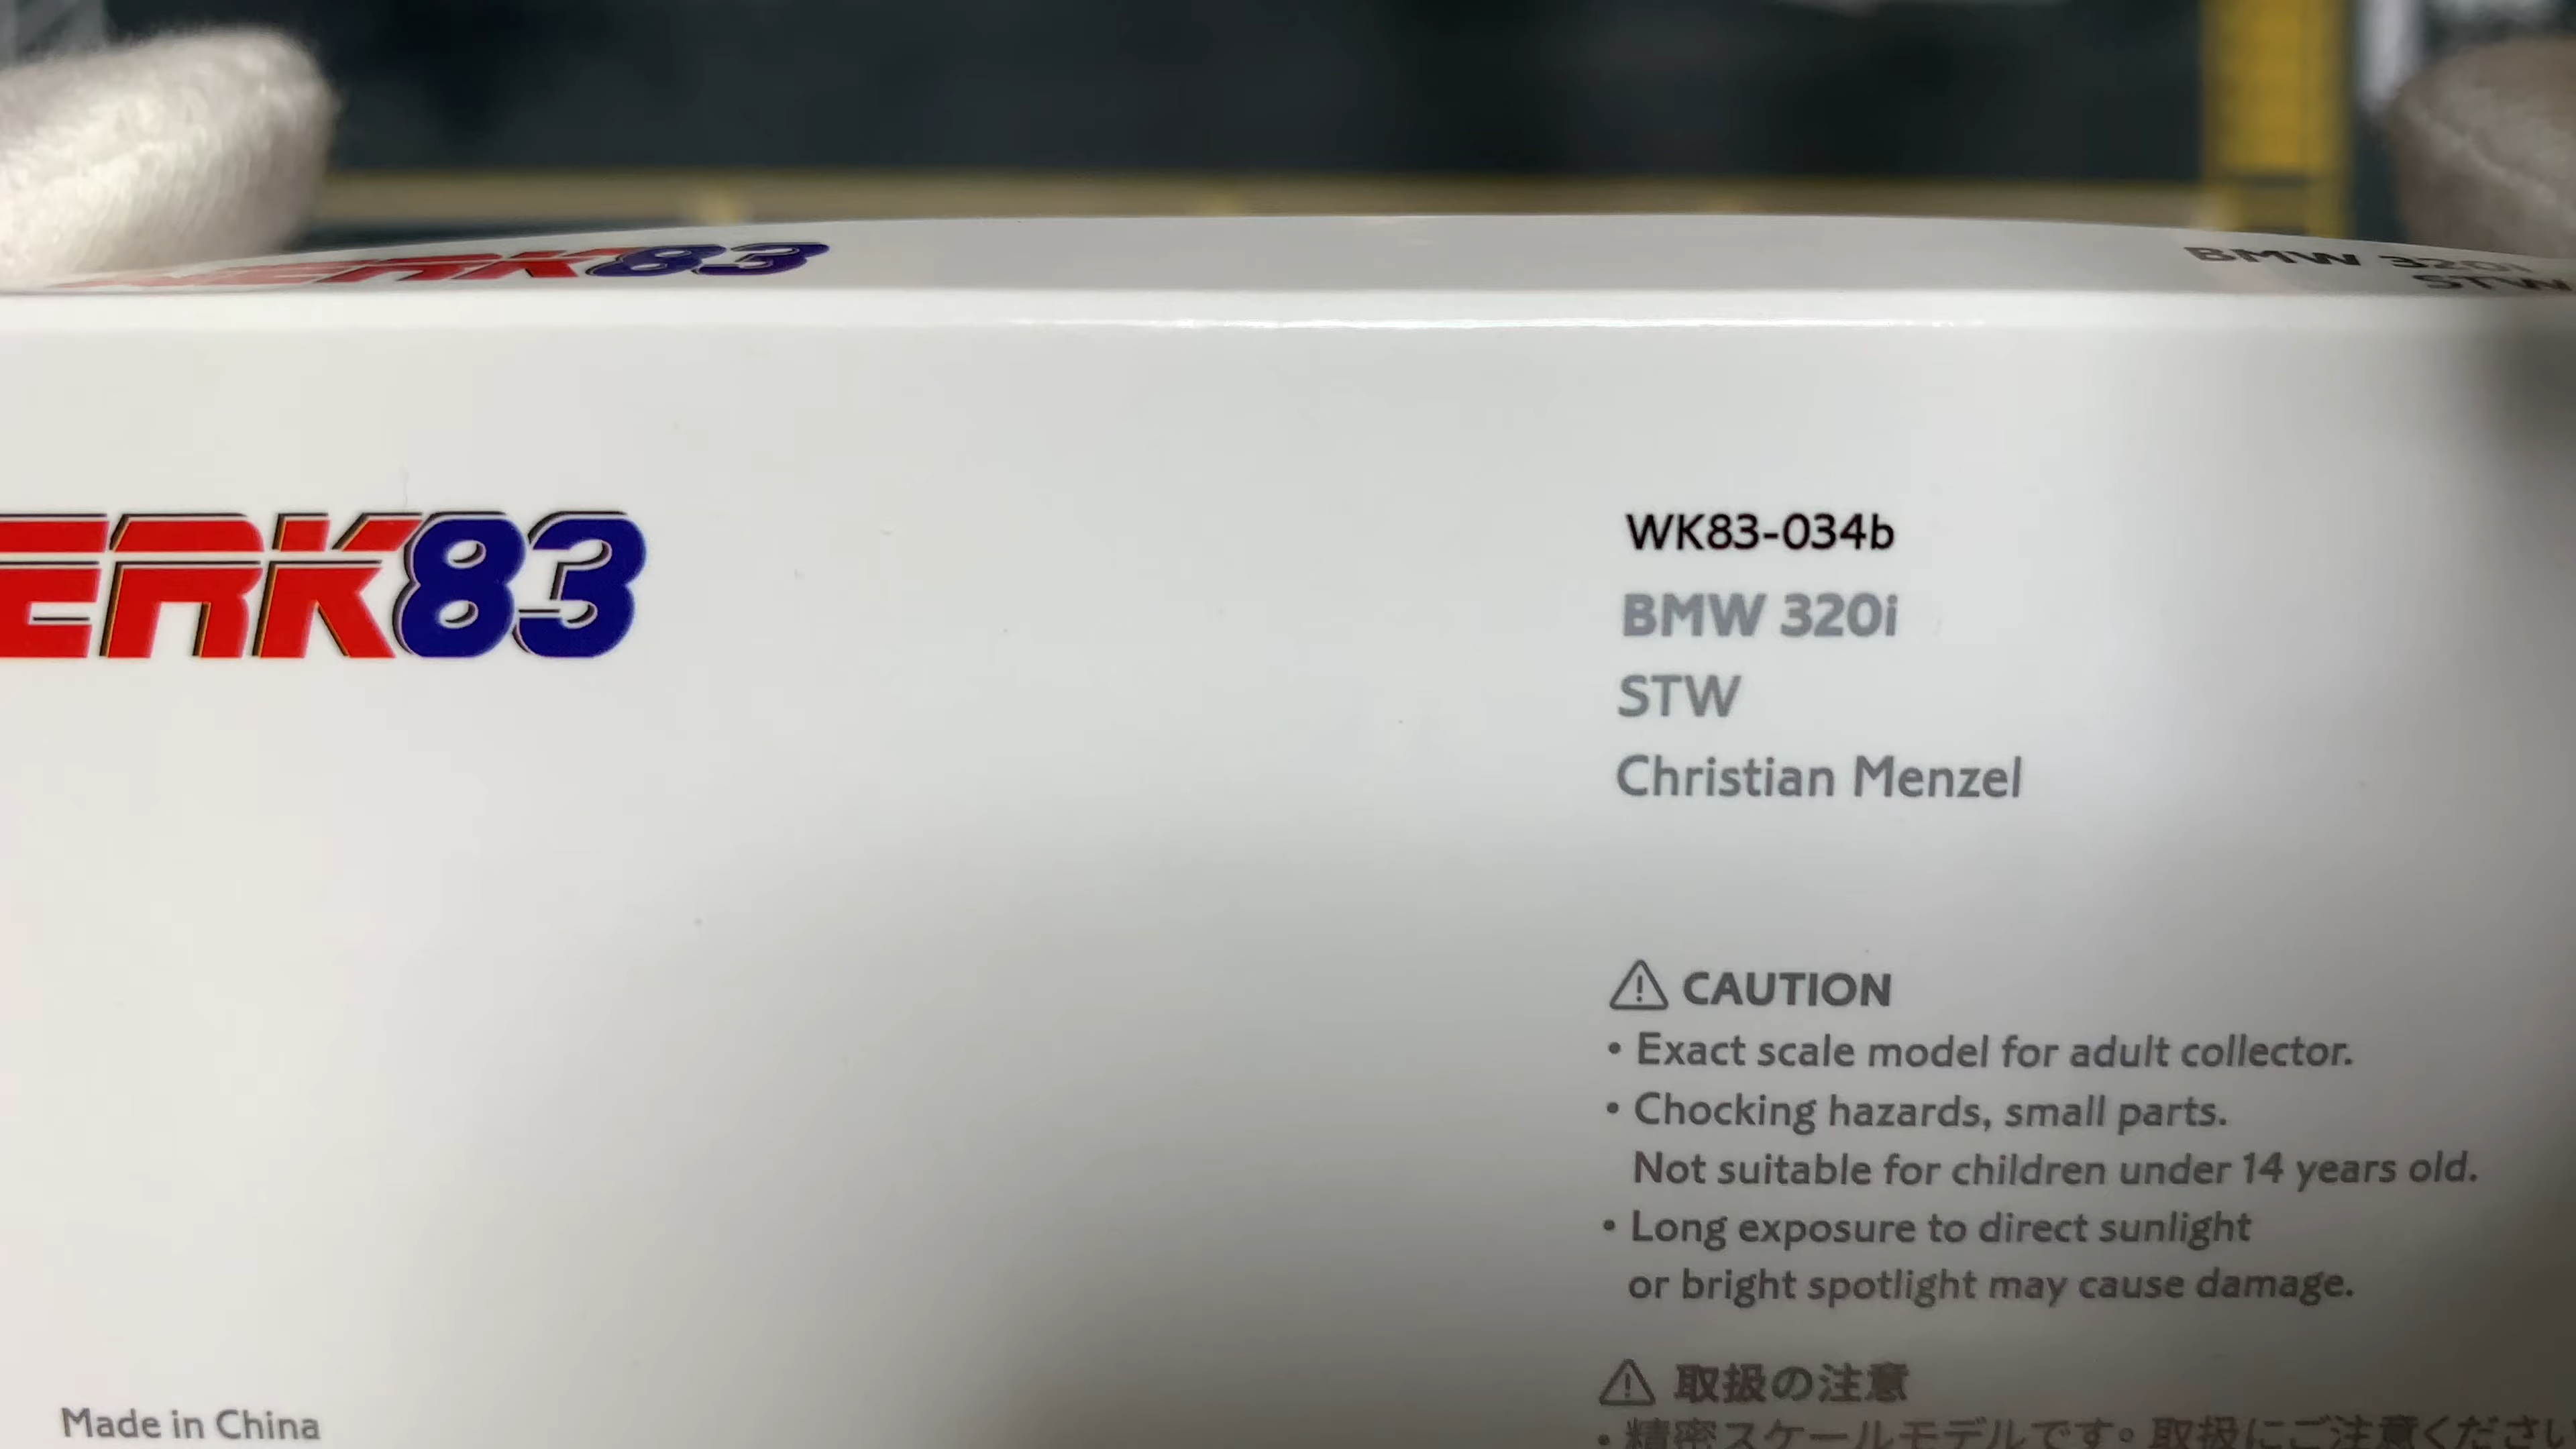 WERK83
BMW 320i
STW
ERK83
WK83-034b
BMW 320i
STW
Christian Menzel
⚠ CAUTION
• Exact scale model for adult collector.
• Chocking hazards, small parts.
Not suitable for children under 14 years old.
• Long exposure to direct sunlight
or bright spotlight may cause damage.
⚠ 取扱の注意
• 精密スケールモデルです。取扱にご注意くださ
Made in China